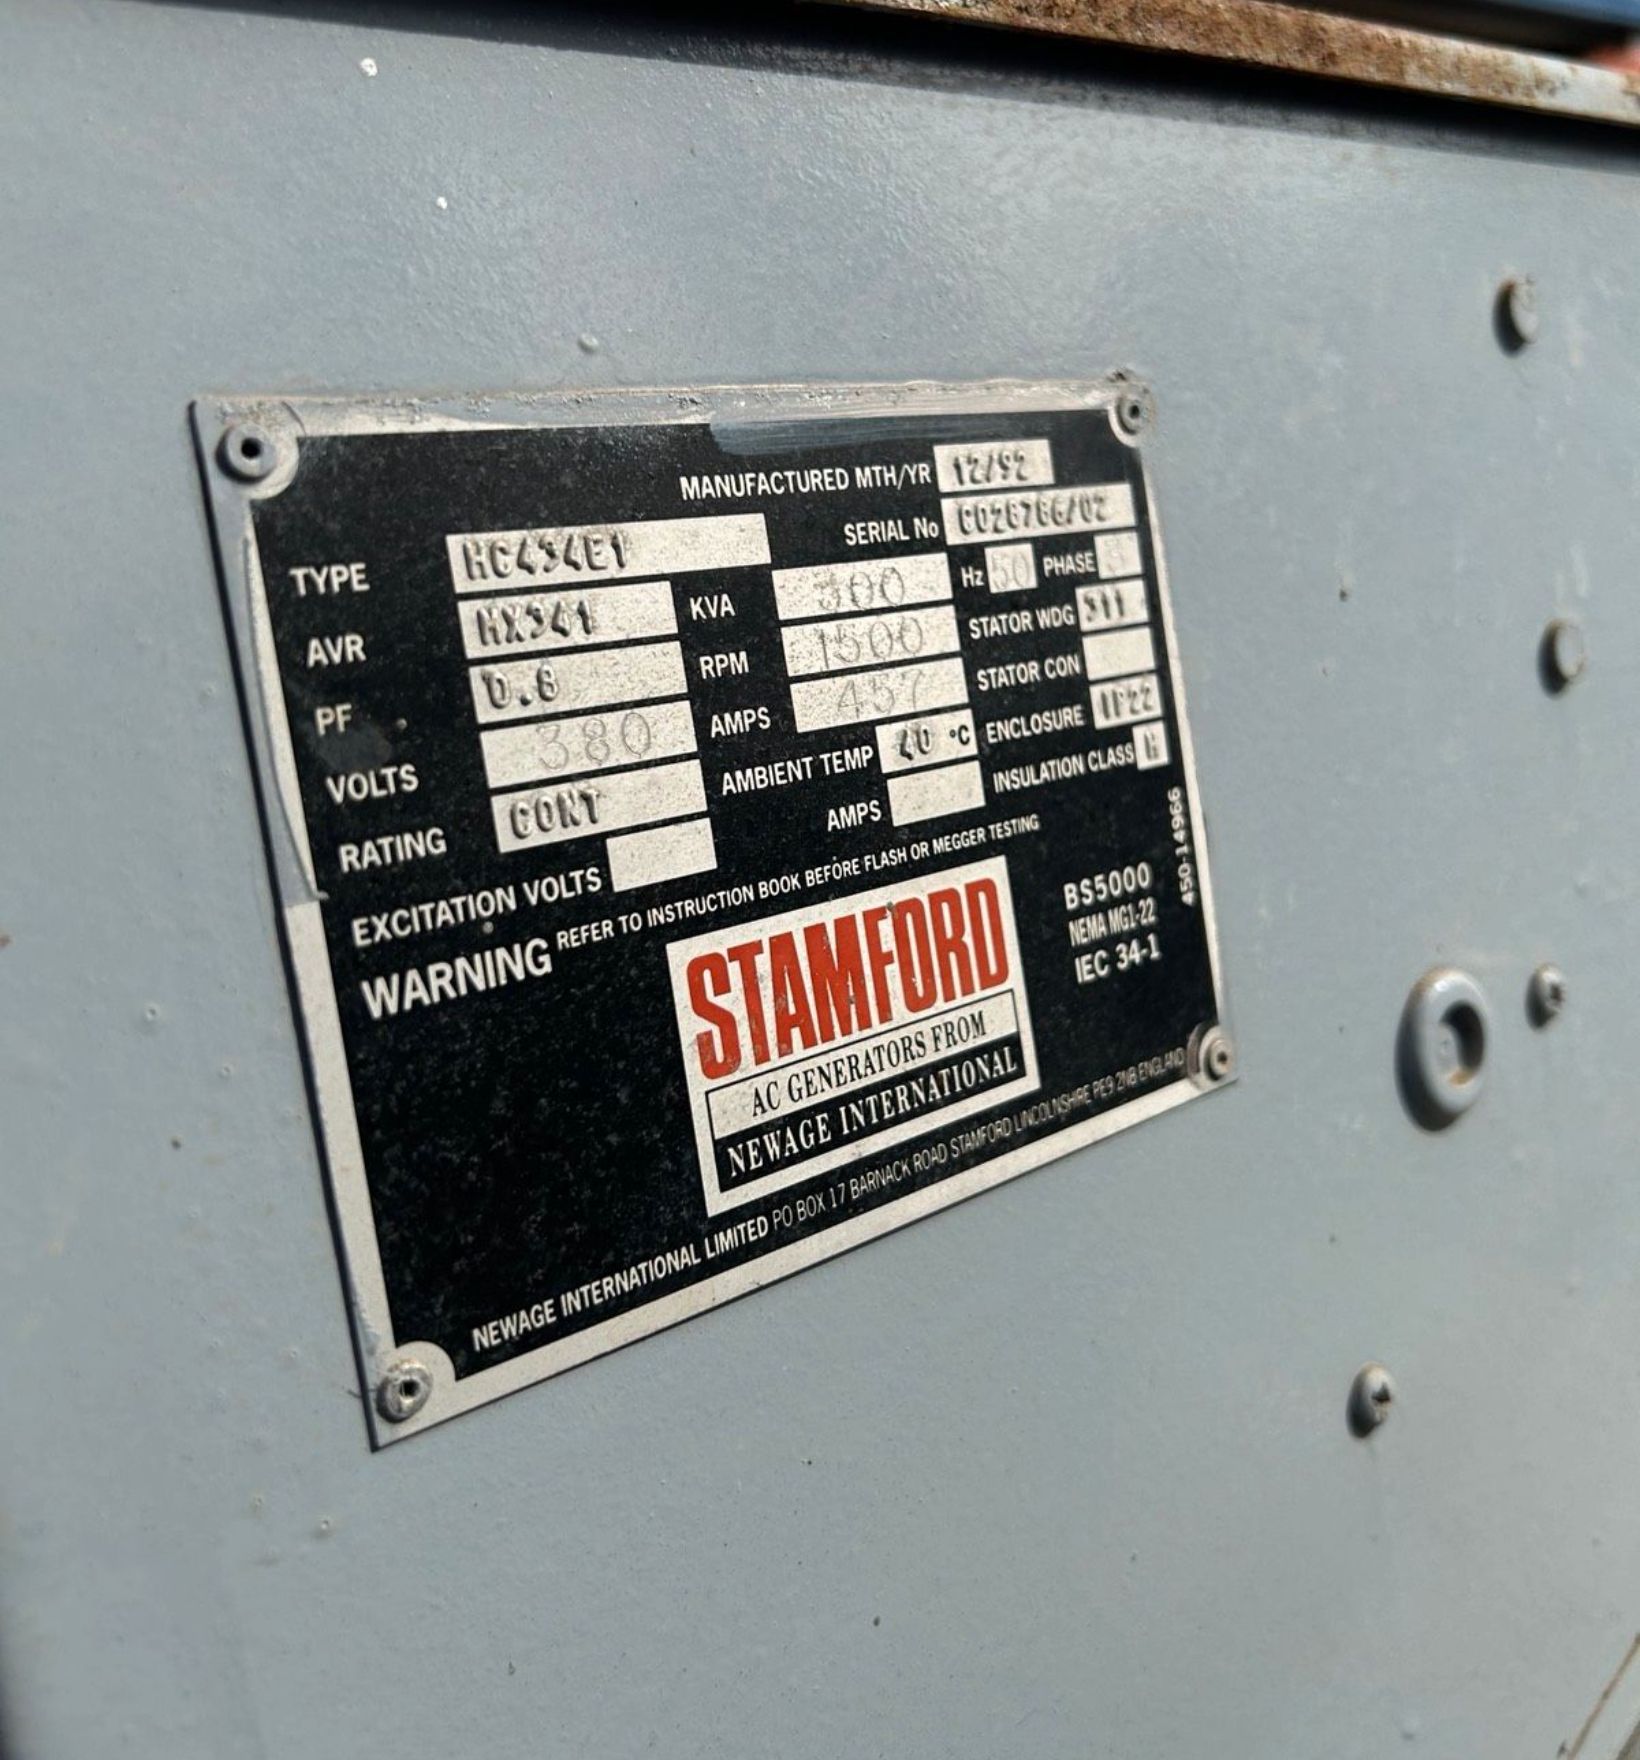 MANUFACTURED MTH/YR 12/92
SERIAL No C028786/02
TYPE HC434E1
AVR MX341 KVA 300 Hz 50 PHASE 3
PF 0.8 RPM 1500 STATOR WDG 311
VOLTS 380 AMPS 457 STATOR CON
RATING CONT AMBIENT TEMP 40 °C ENCLOSURE IP22
EXCITATION VOLTS AMPS INSULATION CLASS H
WARNING REFER TO INSTRUCTION BOOK BEFORE FLASH OR MEGGER TESTING
STAMFORD
AC GENERATORS FROM
NEWAGE INTERNATIONAL
BS5000
NEMA MG1-22
IEC 34-1
450-14966
NEWAGE INTERNATIONAL LIMITED PO BOX 17 BARNACK ROAD STAMFORD LINCOLNSHIRE PE9 2NB ENGLAND